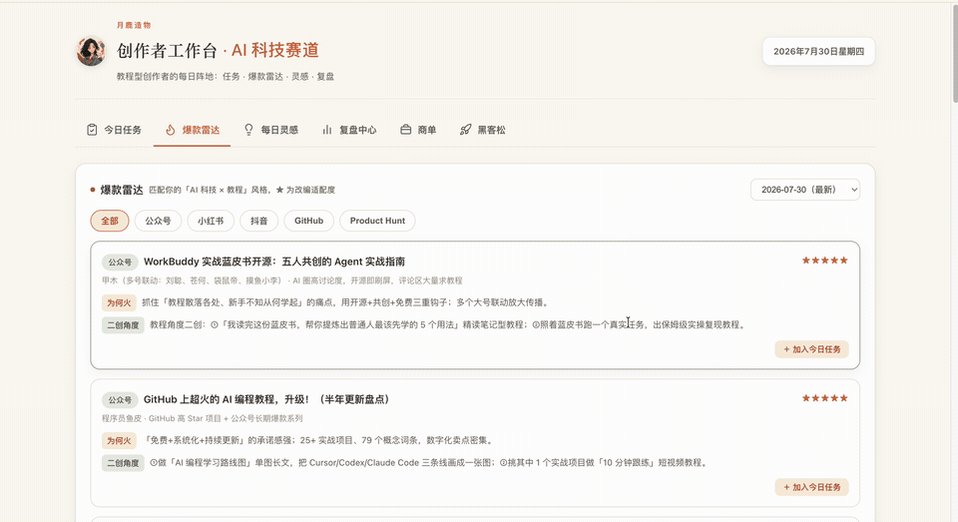 月鹿造物
创作者工作台 · AI 科技赛道
2026年7月30日星期四
教程型创作者的每日阵地：任务 · 爆款雷达 · 灵感 · 复盘
今日任务 爆款雷达 每日灵感 复盘中心 商单 黑客松
爆款雷达 匹配你的「AI 科技 × 教程」风格，★ 为改编适配度
2026-07-30（最新）
全部 公众号 小红书 抖音 GitHub Product Hunt
公众号 WorkBuddy 实战蓝皮书开源：五人共创的 Agent 实战指南 ★★★★★
甲木（多号联动：刘聪、苍何、袋鼠帝、摸鱼小李） · AI 圈高讨论度，开源即刷屏，评论区大量求教程
为何火 抓住「教程散落各处、新手不知从何学起」的痛点，用开源+共创+免费三重钩子；多个大号联动放大传播。
二创角度 教程角度二创：①「我读完这份蓝皮书，帮你提炼出普通人最该先学的 5 个用法」精读笔记型教程；②照着蓝皮书跑一个真实任务，出保姆级实操复现教程。
+ 加入今日任务
公众号 GitHub 上超火的 AI 编程教程，升级！（半年更新盘点） ★★★★★
程序员鱼皮 · GitHub 高 Star 项目 + 公众号长期爆款系列
为何火 「免费+系统化+持续更新」的承诺感强；25+ 实战项目、79 个概念词条，数字化卖点密集。
二创角度 ①做「AI 编程学习路线图」单图长文，把 Cursor/Codex/Claude Code 三条线画成一张图；②挑其中 1 个实战项目做「10 分钟跟练」短视频教程。
+ 加入今日任务